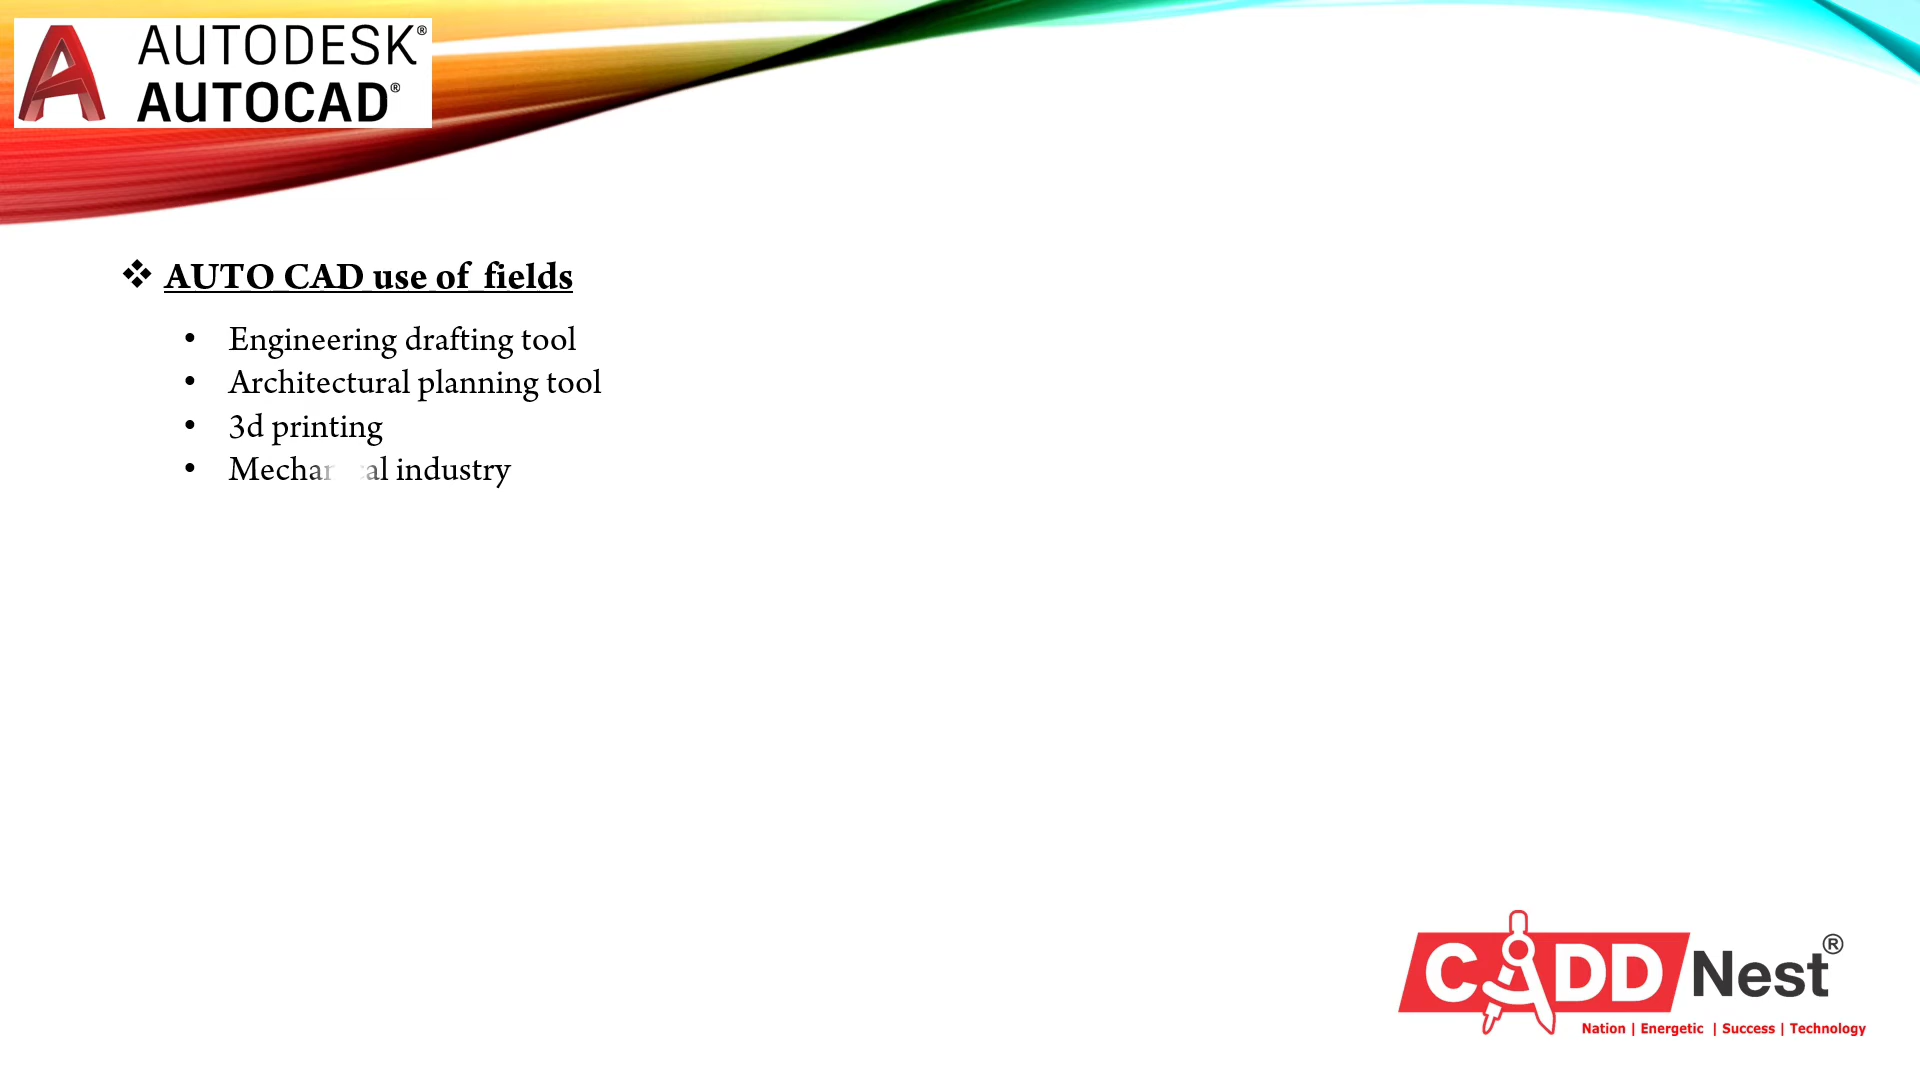 AUTODESK®
AUTOCAD®
❖ AUTO CAD use of fields
• Engineering drafting tool
• Architectural planning tool
• 3d printing
• Mechanical industry
CADD Nest®
Nation | Energetic | Success | Technology